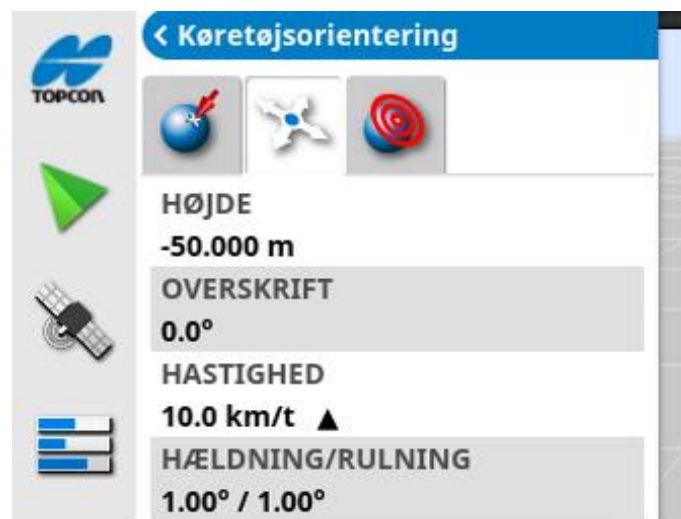 < Køretøjsorientering
TOPCON
HØJDE
-50.000 m
OVERSKRIFT
0.0°
HASTIGHED
10.0 km/t ▲
HÆLDNING/RULNING
1.00° / 1.00°